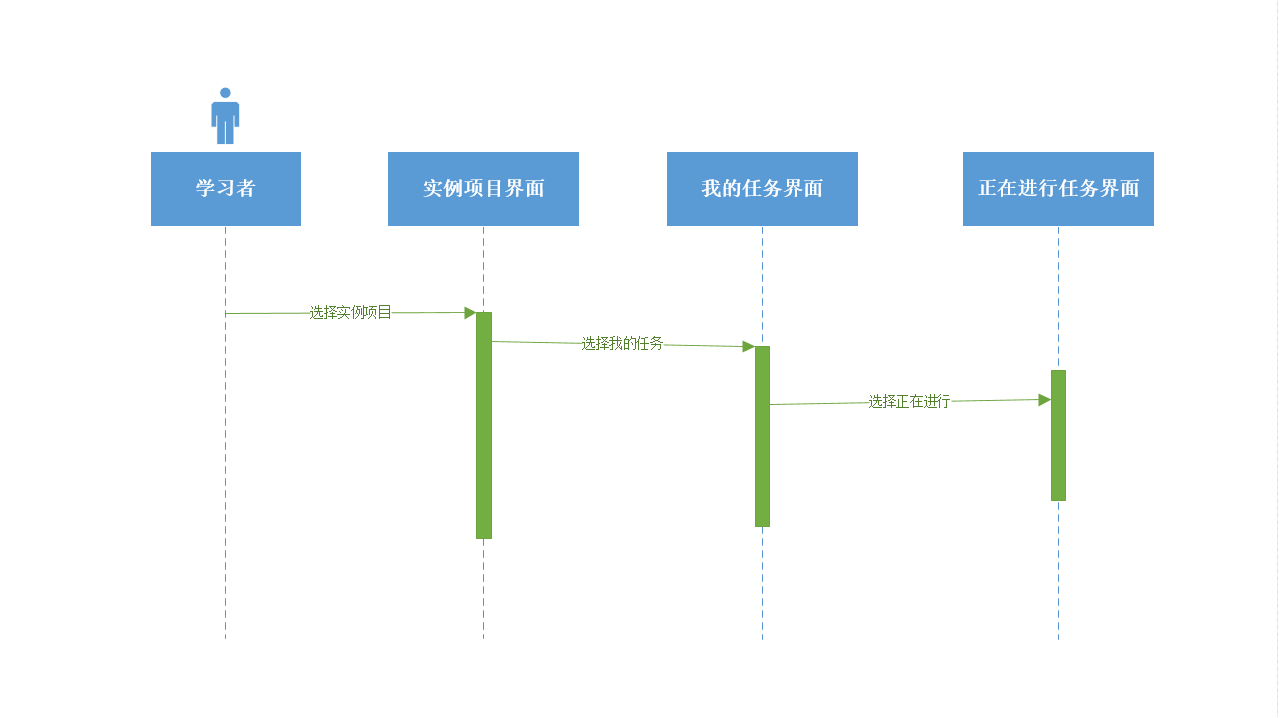 学习者
实例项目界面
我的任务界面
正在进行任务界面
选择实例项目
选择我的任务
选择正在进行